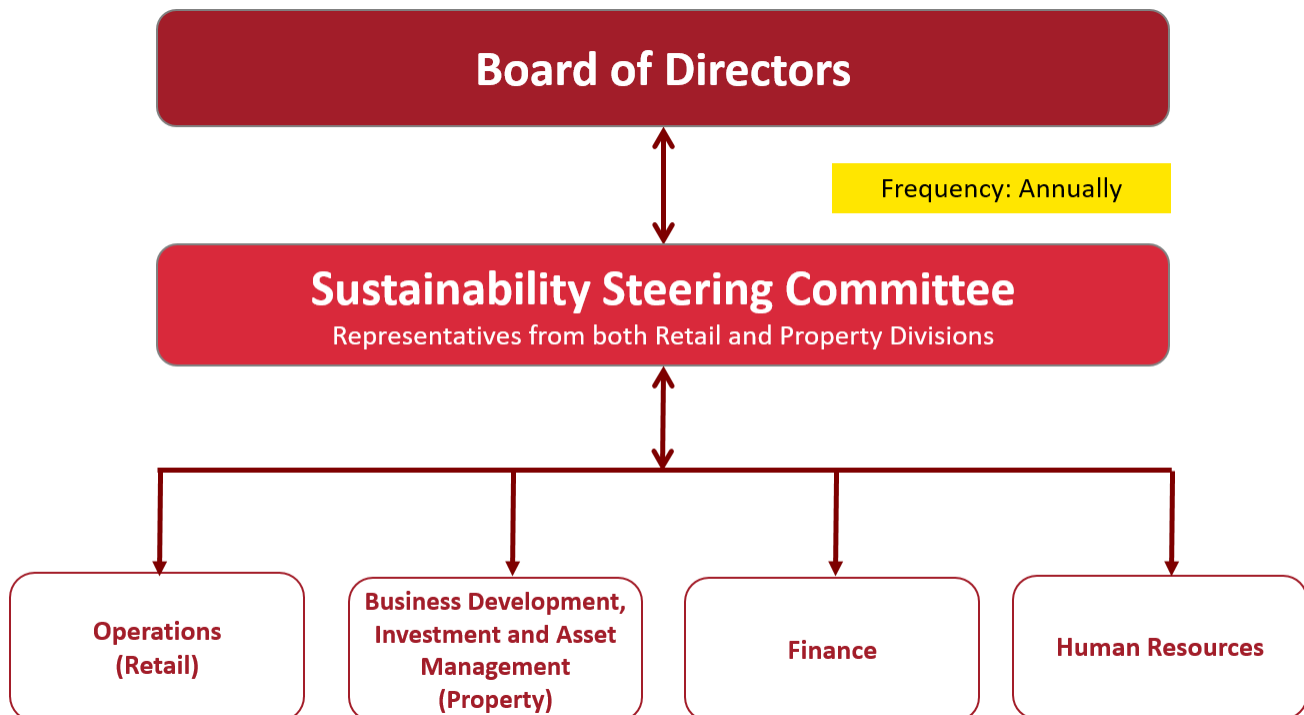 Board of Directors
Frequency: Annually
Sustainability Steering Committee
Representatives from both Retail and Property Divisions
Operations
(Retail)
Business Development,
Investment and Asset
Management
(Property)
Finance
Human Resources